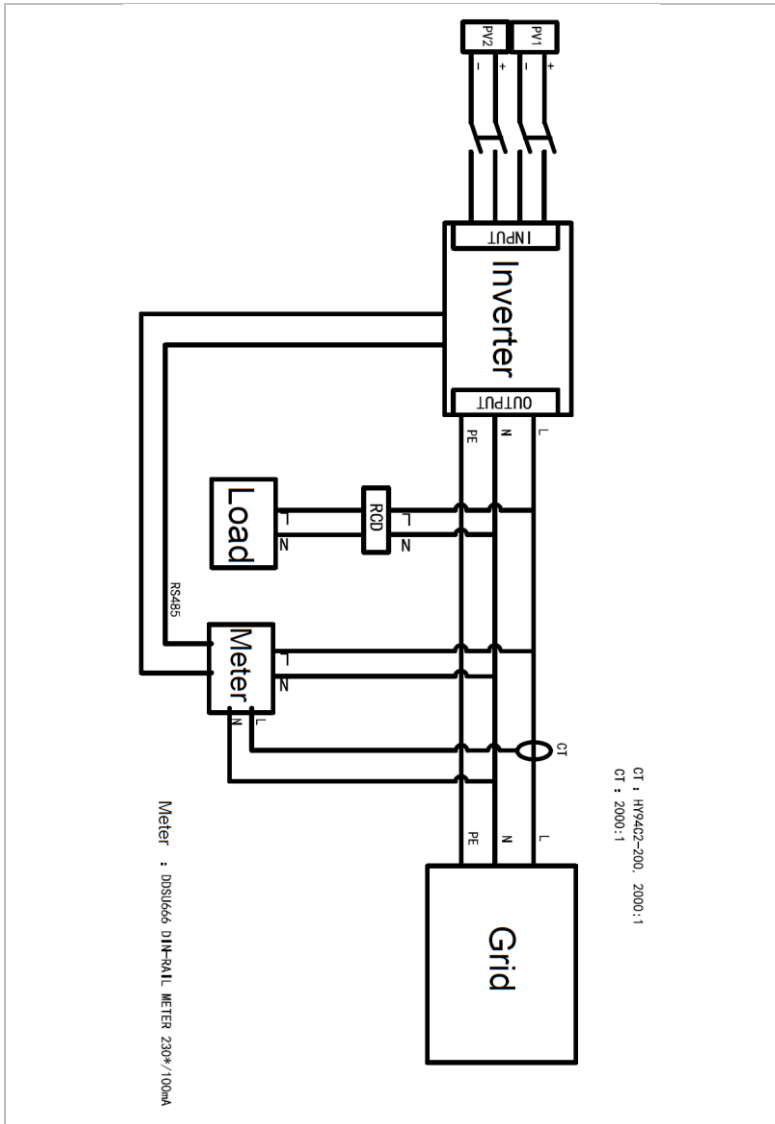 PV2
PV1
-
+
-
+
INPUT
Inverter
OUTPUT
PE
N
L
Load
L
N
RCD
L
N
RS485
Meter
L
N
N
L
CT
CT : HY94C2-200, 2000:1
CT : 2000:1
PE
N
L
Grid
Meter : DDSU666 DIN-RAIL METER 230*/100mA